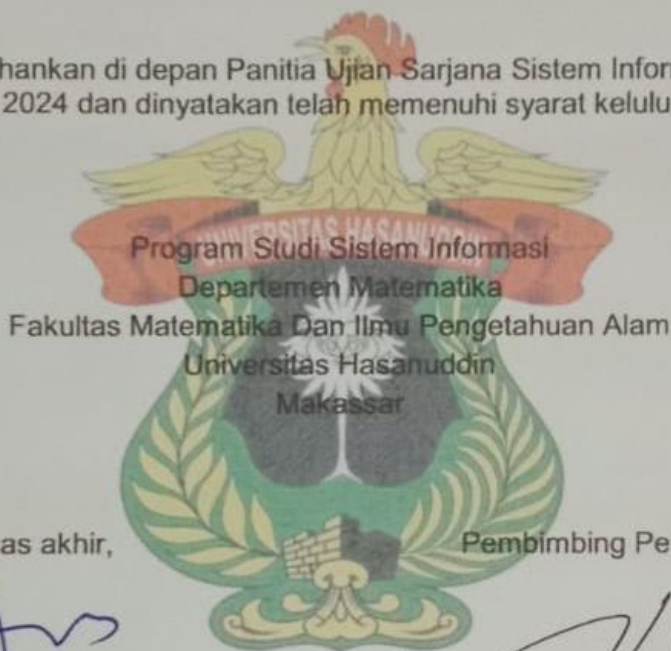 hankan di depan Panitia Ujian Sarjana Sistem Infor
2024 dan dinyatakan telah memenuhi syarat kelulu
UNIVERSITAS HASANUDDIN
Program Studi Sistem Informasi
Departemen Matematika
Fakultas Matematika Dan Ilmu Pengetahuan Alam
Universitas Hasanuddin
Makassar
as akhir, Pembimbing Pe